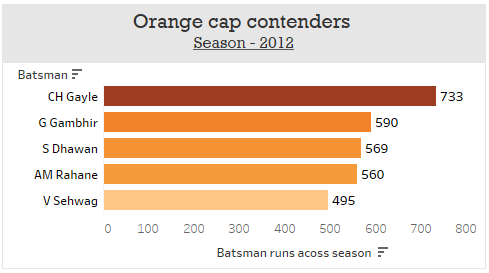 Orange cap contenders
Season - 2012
Batsman
CH Gayle 733
G Gambhir 590
S Dhawan 569
AM Rahane 560
V Sehwag 495
0 100 200 300 400 500 600 700 800
Batsman runs acoss season